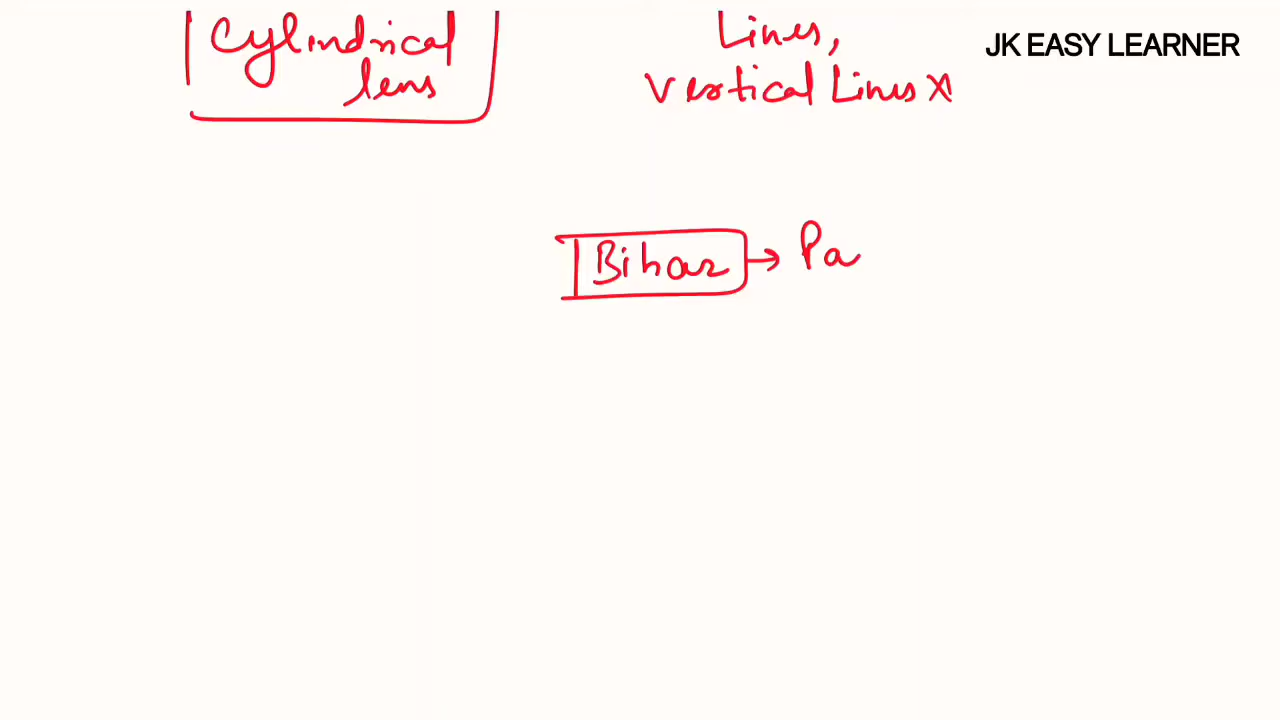 Cylindrical
lens
Lines,
Vertical Lines X
JK EASY LEARNER
Bihar → Pa